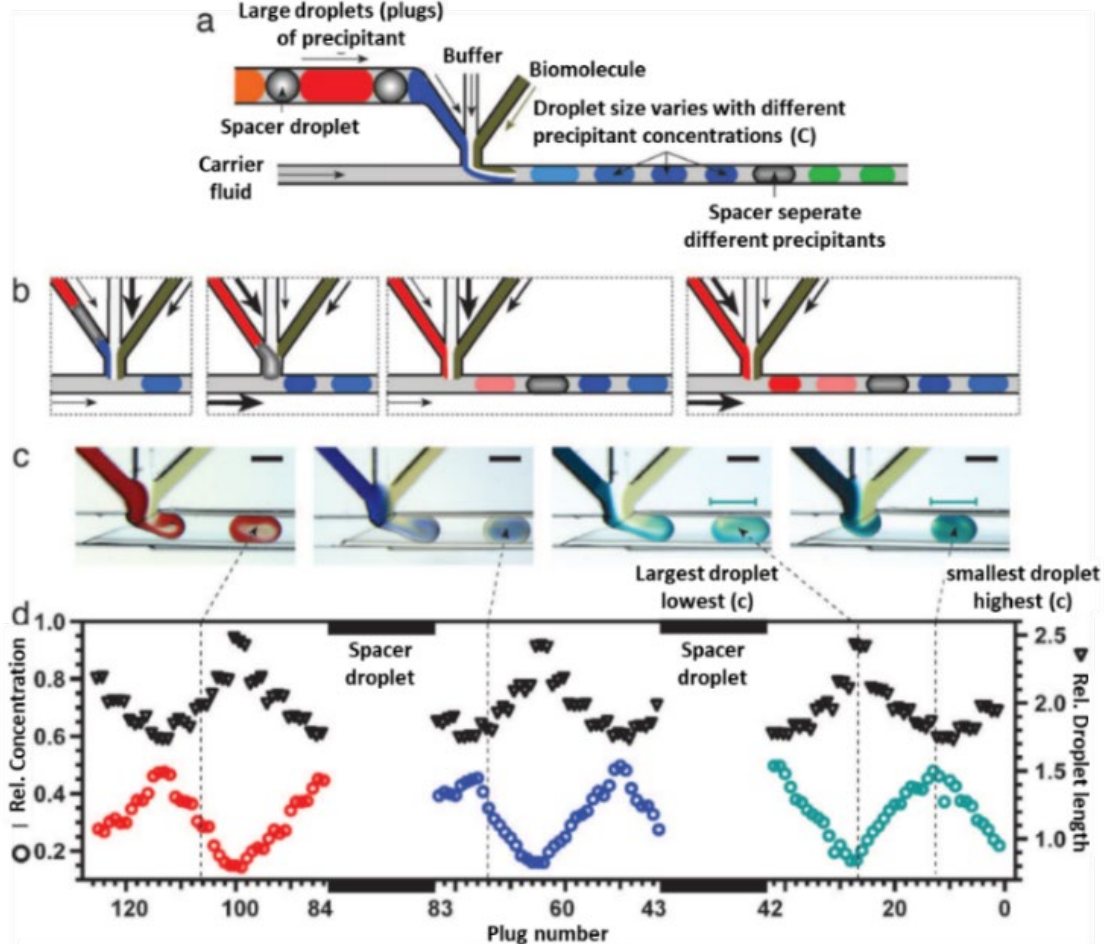 a
Large droplets (plugs)
of precipitant
Buffer
Biomolecule
Droplet size varies with different
precipitant concentrations (C)
Spacer droplet
Carrier
fluid
Spacer seperate
different precipitants
b
c
Largest droplet
lowest (c)
smallest droplet
highest (c)
d
1.0
0.8
0.6
0.4
0.2
O | Rel. Concentration
Spacer
droplet
Spacer
droplet
2.5
2.0
1.5
1.0
Rel. Droplet length
120
100
84
83
60
43
42
20
0
Plug number